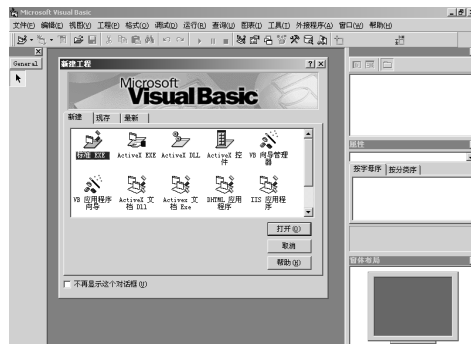 Microsoft Visual Basic
文件(F) 编辑(E) 视图(V) 工程(P) 格式(O) 调试(D) 运行(R) 查询(U) 图表(I) 工具(T) 外接程序(A) 窗口(W) 帮助(H)
General
新建工程
Microsoft
Visual Basic
新建 现存 最新
标准 EXE ActiveX EXE ActiveX DLL ActiveX 控件 VB 向导管理器
VB 应用程序向导 ActiveX 文档 Dll Activex 文档 Exe DHTML 应用程序 IIS 应用程序
打开(O)
取消
帮助(H)
不再显示这个对话框(U)
属性
按字母序 按分类序
窗体布局